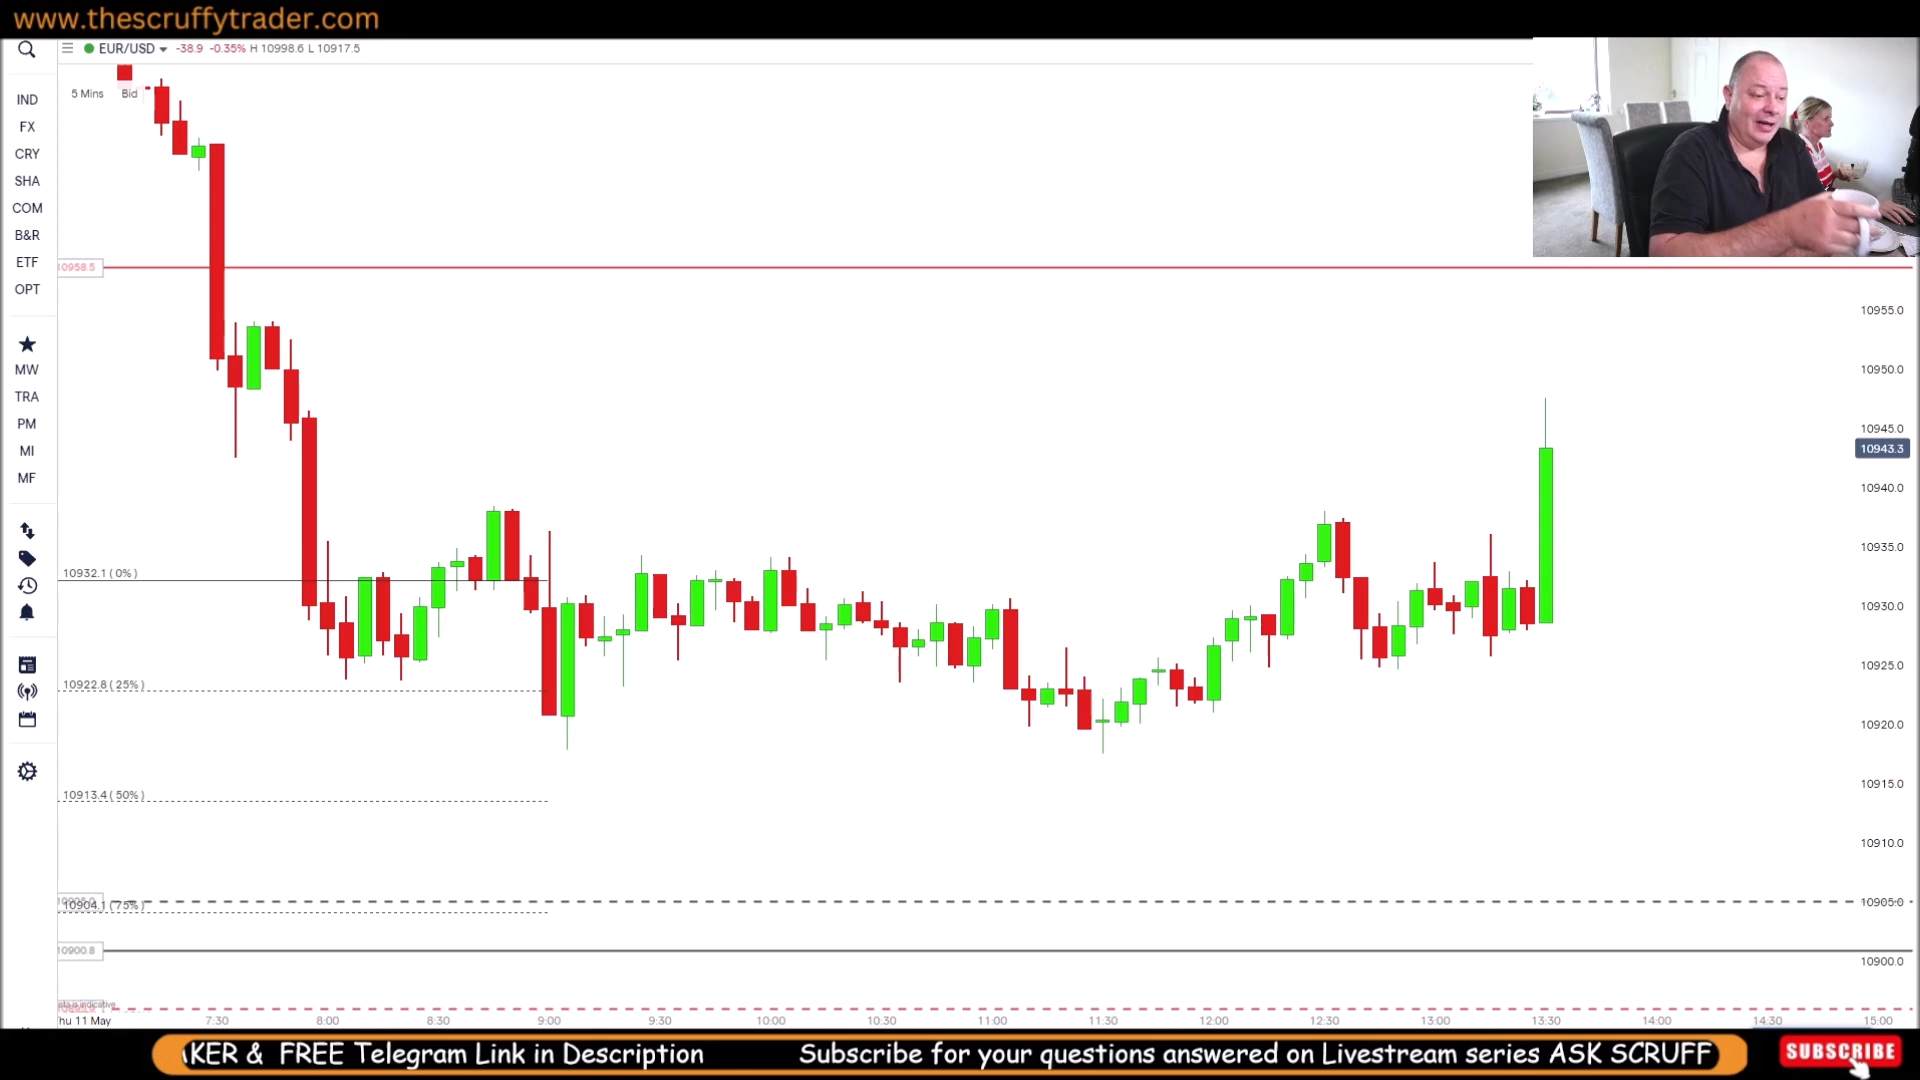 www.thescruffytrader.com
EUR/USD -38.9 -0.35% H 10998.6 L 10917.5
5 Mins Bid
IND
FX
CRY
SHA
COM
B&R
ETF
OPT
MW
TRA
PM
MI
MF
10958.5
10955.0
10950.0
10945.0
10943.3
10940.0
10935.0
10932.1 (0%)
10930.0
10925.0
10922.8 (25%)
10920.0
10915.0
10913.4 (50%)
10910.0
10905.0
10904.1 (75%)
10900.8
10900.0
Thu 11 May 7:30 8:00 8:30 9:00 9:30 10:00 10:30 11:00 11:30 12:00 12:30 13:00 13:30 14:00 14:30 15:00
KER & FREE Telegram Link in Description Subscribe for your questions answered on Livestream series ASK SCRUFF
SUBSCRIBE